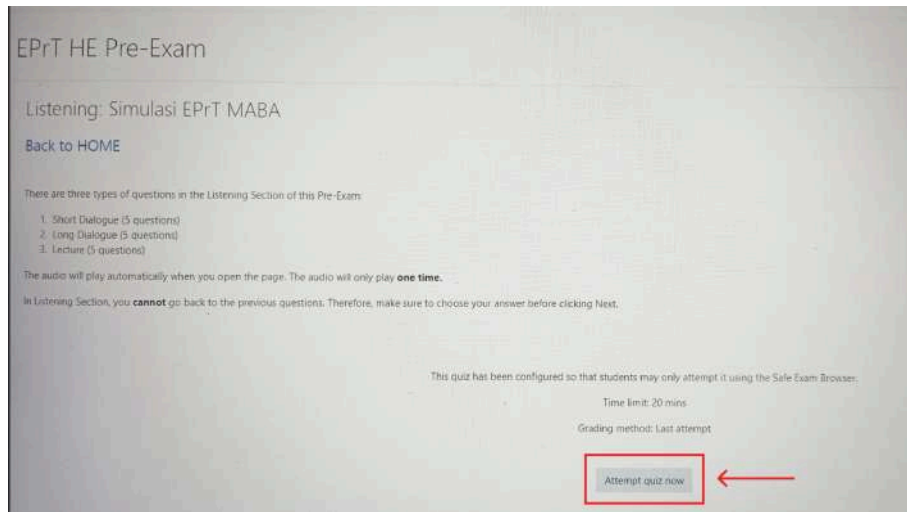 EPrT HE Pre-Exam
Listening: Simulasi EPrT MABA
Back to HOME
There are three types of questions in the Listening Section of this Pre-Exam:
1. Short Dialogue (5 questions)
2. Long Dialogue (5 questions)
3. Lecture (5 questions)
The audio will play automatically when you open the page. The audio will only play one time.
In Listening Section, you cannot go back to the previous questions. Therefore, make sure to choose your answer before clicking Next.
This quiz has been configured so that students may only attempt it using the Safe Exam Browser.
Time limit: 20 mins
Grading method: Last attempt
Attempt quiz now